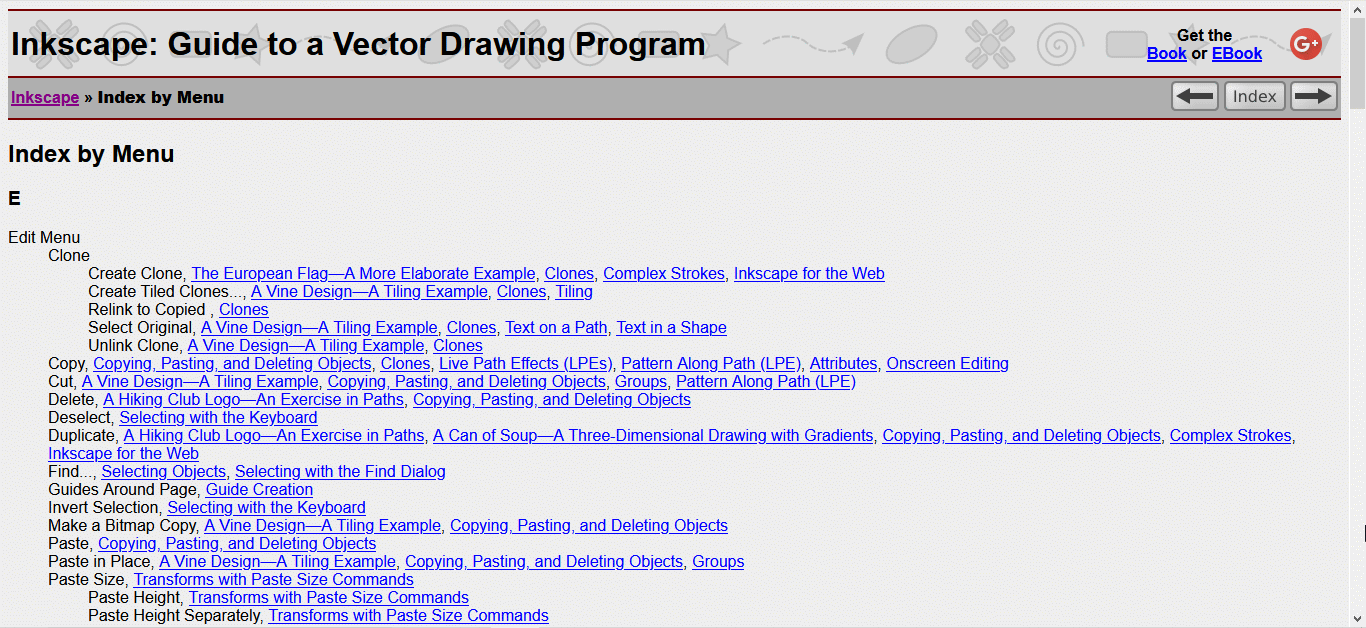 Inkscape: Guide to a Vector Drawing Program
Get the
Book or EBook
G+
Inkscape » Index by Menu
Index
Index by Menu
E
Edit Menu
Clone
Create Clone, The European Flag—A More Elaborate Example, Clones, Complex Strokes, Inkscape for the Web
Create Tiled Clones..., A Vine Design—A Tiling Example, Clones, Tiling
Relink to Copied , Clones
Select Original, A Vine Design—A Tiling Example, Clones, Text on a Path, Text in a Shape
Unlink Clone, A Vine Design—A Tiling Example, Clones
Copy, Copying, Pasting, and Deleting Objects, Clones, Live Path Effects (LPEs), Pattern Along Path (LPE), Attributes, Onscreen Editing
Cut, A Vine Design—A Tiling Example, Copying, Pasting, and Deleting Objects, Groups, Pattern Along Path (LPE)
Delete, A Hiking Club Logo—An Exercise in Paths, Copying, Pasting, and Deleting Objects
Deselect, Selecting with the Keyboard
Duplicate, A Hiking Club Logo—An Exercise in Paths, A Can of Soup—A Three-Dimensional Drawing with Gradients, Copying, Pasting, and Deleting Objects, Complex Strokes,
Inkscape for the Web
Find..., Selecting Objects, Selecting with the Find Dialog
Guides Around Page, Guide Creation
Invert Selection, Selecting with the Keyboard
Make a Bitmap Copy, A Vine Design—A Tiling Example, Copying, Pasting, and Deleting Objects
Paste, Copying, Pasting, and Deleting Objects
Paste in Place, A Vine Design—A Tiling Example, Copying, Pasting, and Deleting Objects, Groups
Paste Size, Transforms with Paste Size Commands
Paste Height, Transforms with Paste Size Commands
Paste Height Separately, Transforms with Paste Size Commands